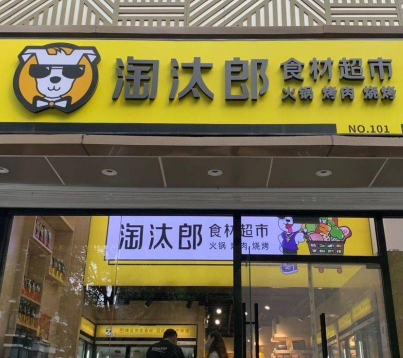 淘汰郎
食材超市
火锅 烤肉 烧烤
NO.101
淘汰郎
食材超市
火锅 烤肉 烧烤